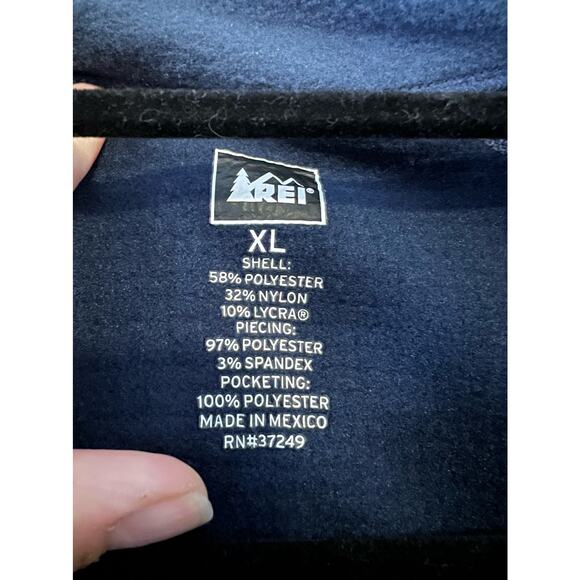 REI®
XL
SHELL:
58% POLYESTER
32% NYLON
10% LYCRA®
PIECING:
97% POLYESTER
3% SPANDEX
POCKETING:
100% POLYESTER
MADE IN MEXICO
RN#37249